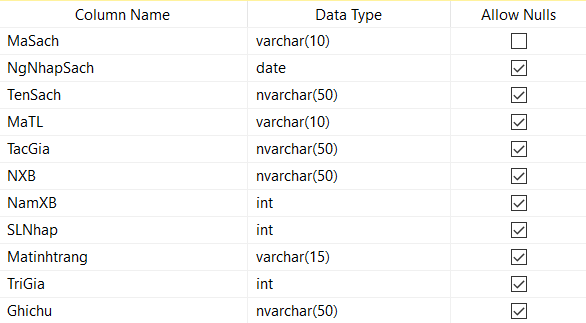 Column Name Data Type Allow Nulls
MaSach varchar(10)
NgNhapSach date
TenSach nvarchar(50)
MaTL varchar(10)
TacGia nvarchar(50)
NXB nvarchar(50)
NamXB int
SLNhap int
Matinhtrang varchar(15)
TriGia int
Ghichu nvarchar(50)